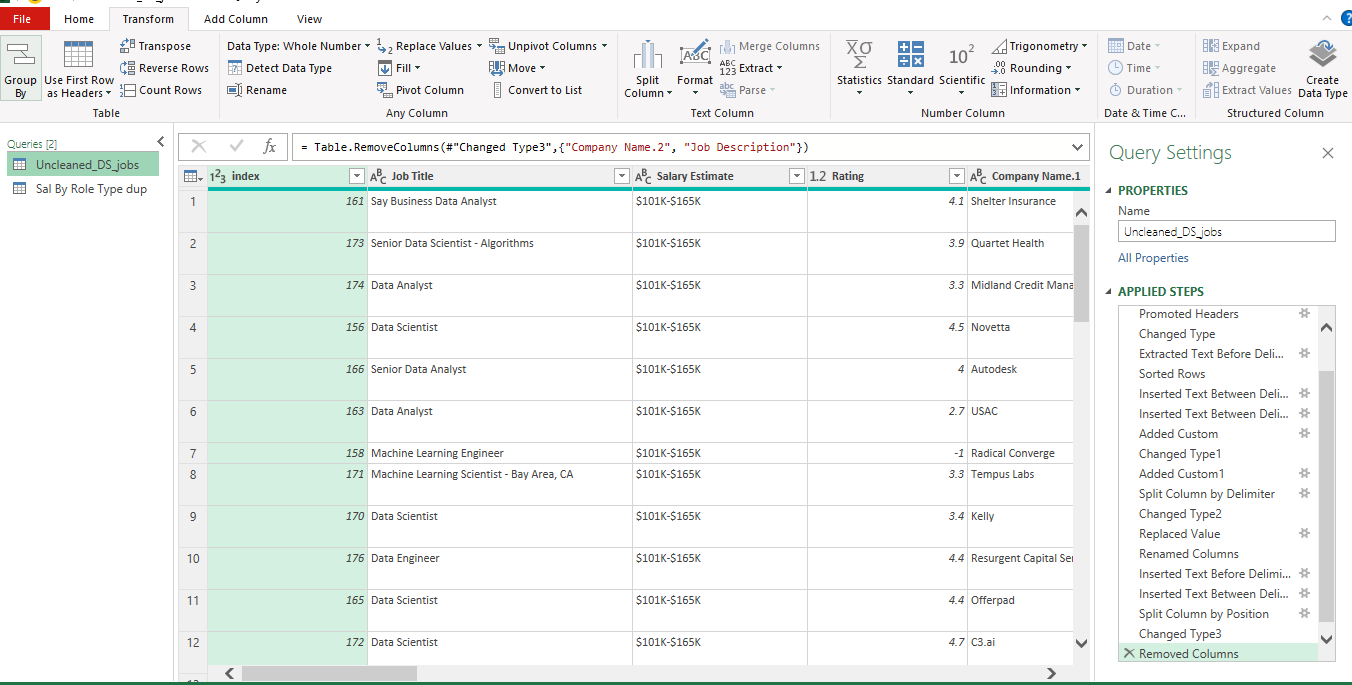 File Home Transform Add Column View
Group By
Use First Row as Headers
Transpose
Reverse Rows
Count Rows
Table
Data Type: Whole Number
Detect Data Type
Rename
Replace Values
Fill
Pivot Column
Unpivot Columns
Move
Convert to List
Any Column
Split Column
Format
ABC
Merge Columns
ABC 123 Extract
abc Parse
Text Column
Statistics
Standard
10² Scientific
Trigonometry
Rounding
Information
Number Column
Date
Time
Duration
Date & Time C...
Expand
Aggregate
Extract Values
Create Data Type
Structured Column
Queries [2]
Uncleaned_DS_jobs
Sal By Role Type dup
fx = Table.RemoveColumns(#"Changed Type3",{"Company Name.2", "Job Description"})
1²3 index ABC Job Title ABC Salary Estimate 1.2 Rating ABC Company Name.1
1 161 Say Business Data Analyst $101K-$165K 4.1 Shelter Insurance
2 173 Senior Data Scientist - Algorithms $101K-$165K 3.9 Quartet Health
3 174 Data Analyst $101K-$165K 3.3 Midland Credit Mana
4 156 Data Scientist $101K-$165K 4.5 Novetta
5 166 Senior Data Analyst $101K-$165K 4 Autodesk
6 163 Data Analyst $101K-$165K 2.7 USAC
7 158 Machine Learning Engineer $101K-$165K -1 Radical Converge
8 171 Machine Learning Scientist - Bay Area, CA $101K-$165K 3.3 Tempus Labs
9 170 Data Scientist $101K-$165K 3.4 Kelly
10 176 Data Engineer $101K-$165K 4.4 Resurgent Capital Ser
11 165 Data Scientist $101K-$165K 4.4 Offerpad
12 172 Data Scientist $101K-$165K 4.7 C3.ai
Query Settings
PROPERTIES
Name
Uncleaned_DS_jobs
All Properties
APPLIED STEPS
Promoted Headers
Changed Type
Extracted Text Before Deli...
Sorted Rows
Inserted Text Between Deli...
Inserted Text Between Deli...
Added Custom
Changed Type1
Added Custom1
Split Column by Delimiter
Changed Type2
Replaced Value
Renamed Columns
Inserted Text Before Delimi...
Inserted Text Between Deli...
Split Column by Position
Changed Type3
Removed Columns